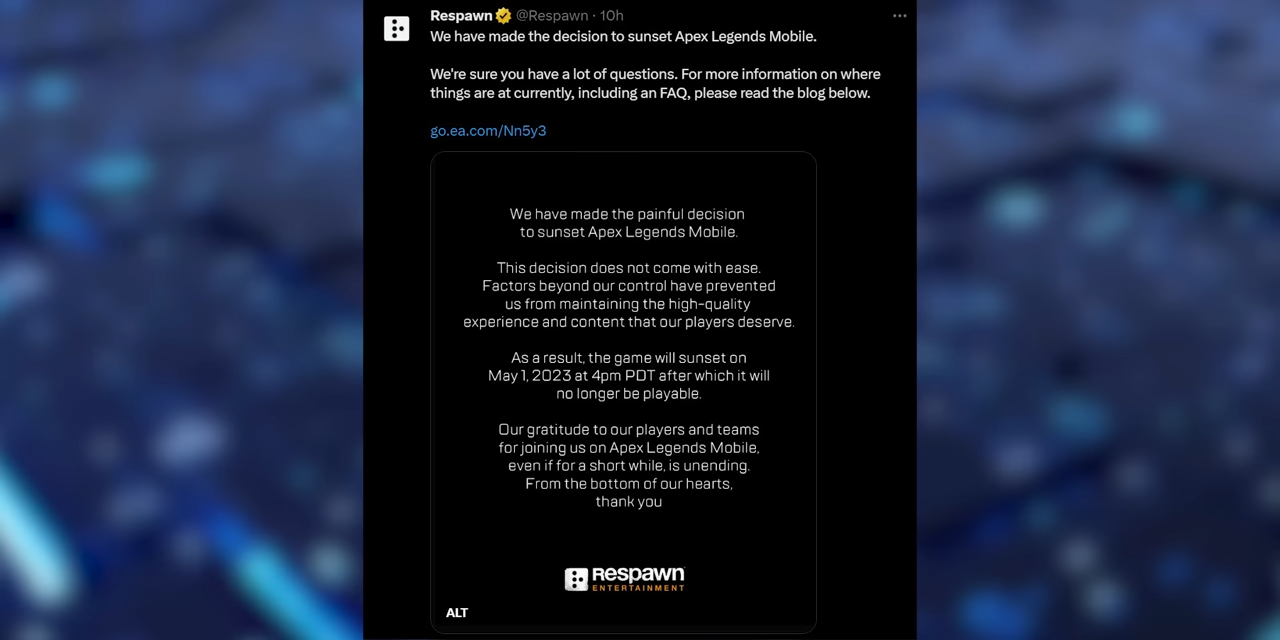 Respawn @Respawn · 10h
We have made the decision to sunset Apex Legends Mobile.
We're sure you have a lot of questions. For more information on where
things are at currently, including an FAQ, please read the blog below.
go.ea.com/Nn5y3
We have made the painful decision
to sunset Apex Legends Mobile.
This decision does not come with ease.
Factors beyond our control have prevented
us from maintaining the high-quality
experience and content that our players deserve.
As a result, the game will sunset on
May 1, 2023 at 4pm PDT after which it will
no longer be playable.
Our gratitude to our players and teams
for joining us on Apex Legends Mobile,
even if for a short while, is unending.
From the bottom of our hearts,
thank you
Respawn
ENTERTAINMENT
ALT